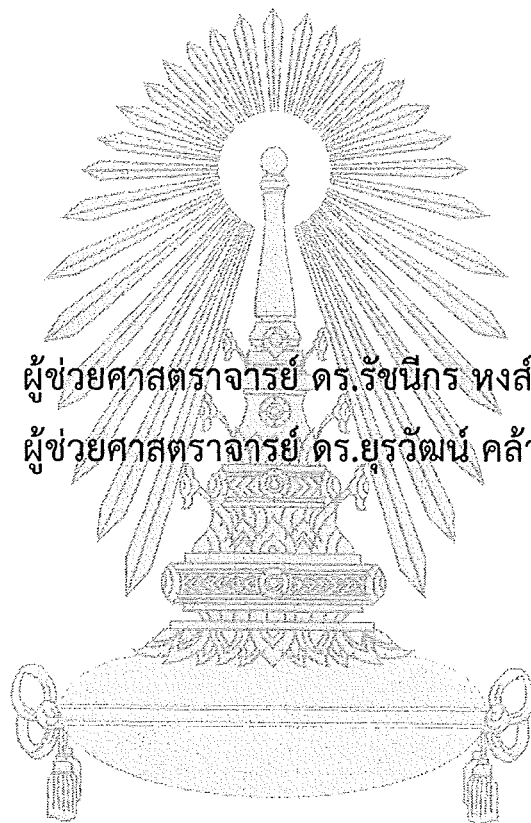 ผู้ช่วยศาสตราจารย์ ดร.รัชนีกร หงส์
ผู้ช่วยศาสตราจารย์ ดร.ยุรวัฒน์ คล้า